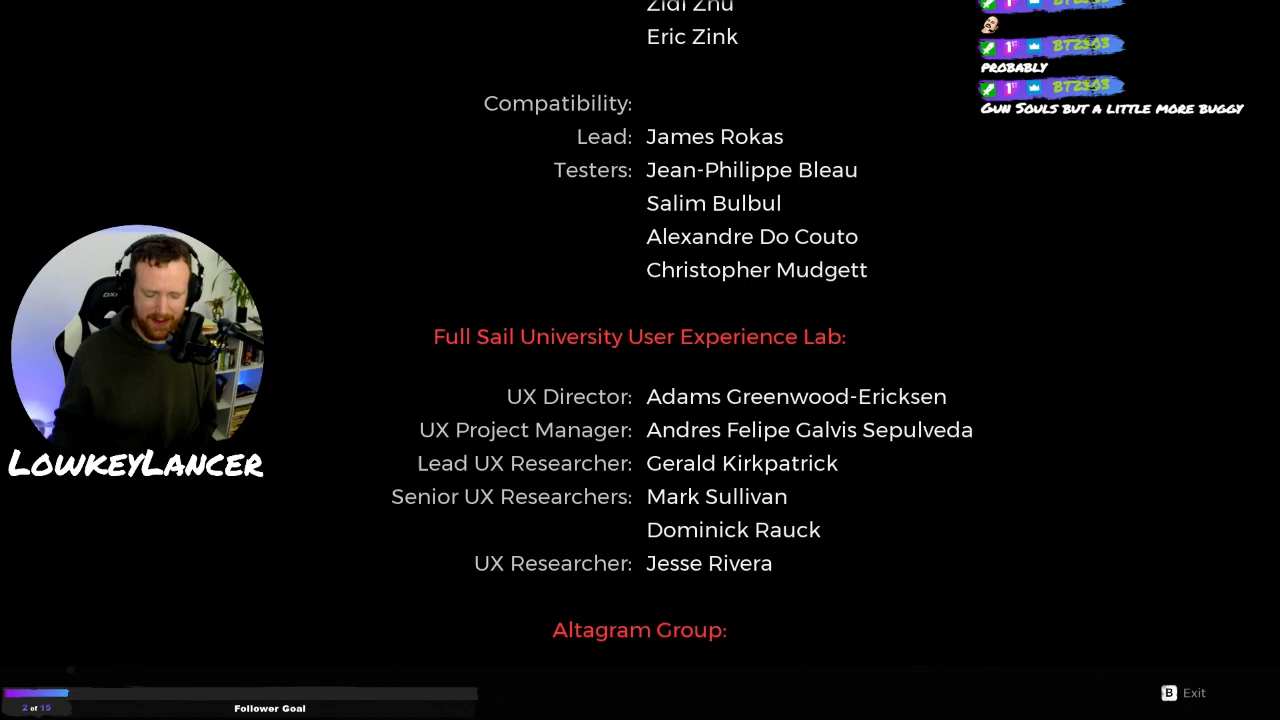 Zidi Zhu
Eric Zink
BTZS03
PROBABLY
BTZS03
GUN SOULS BUT A LITTLE MORE BUGGY
Compatibility:
Lead: James Rokas
Testers: Jean-Philippe Bleau
Salim Bulbul
Alexandre Do Couto
Christopher Mudgett
Full Sail University User Experience Lab:
UX Director: Adams Greenwood-Ericksen
UX Project Manager: Andres Felipe Galvis Sepulveda
Lead UX Researcher: Gerald Kirkpatrick
Senior UX Researchers: Mark Sullivan
Dominick Rauck
UX Researcher: Jesse Rivera
Altagram Group:
LOWKEYLANCER
2 of 15
Follower Goal
B Exit